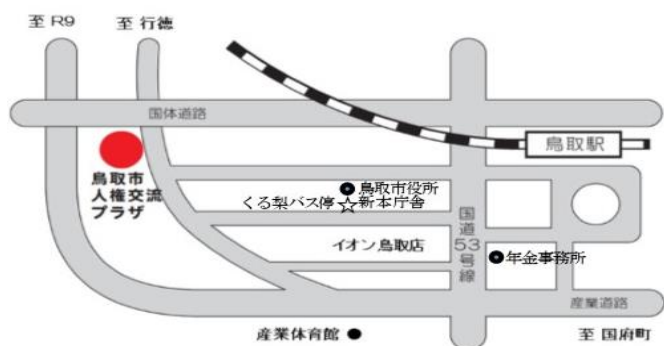 至 R9
至 行徳
国体道路
鳥取駅
鳥取市
人権交流
プラザ
鳥取市役所
くる梨バス停☆新本庁舎
イオン鳥取店
国道53号線
年金事務所
産業道路
産業体育館
至 国府町